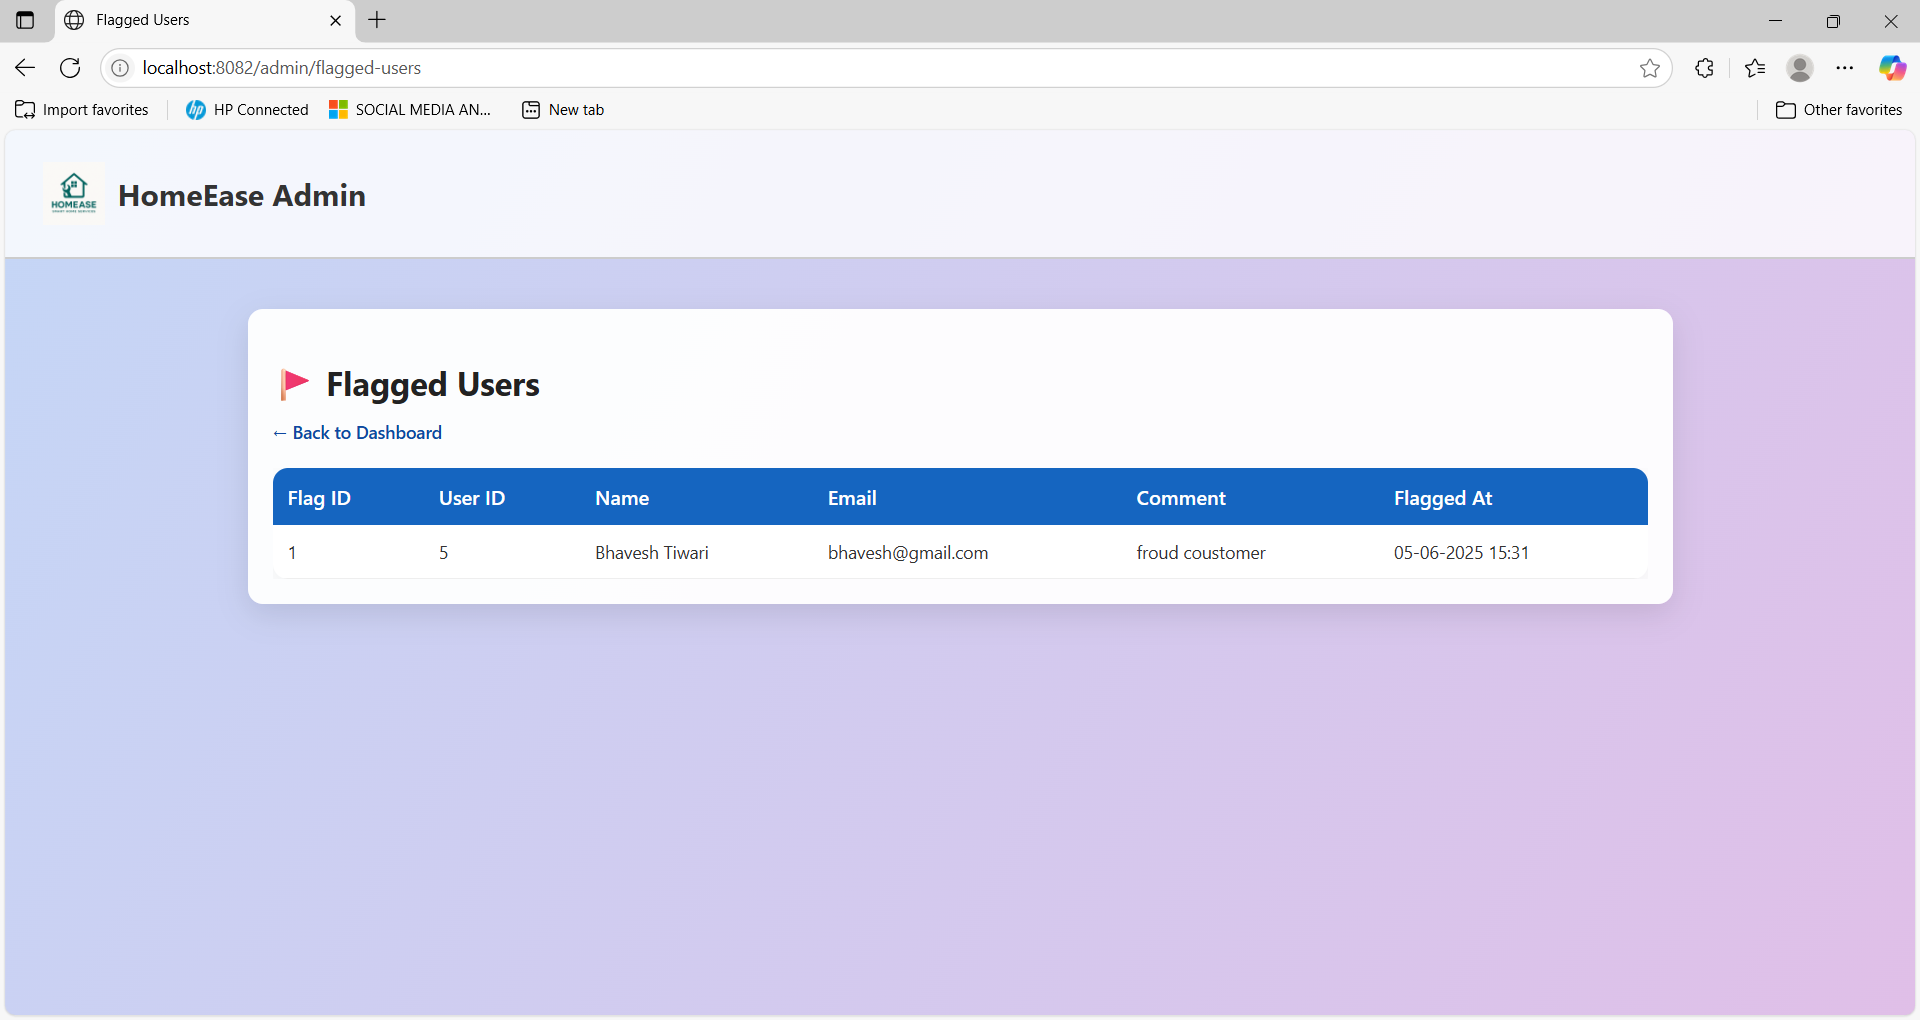 Flagged Users
localhost:8082/admin/flagged-users
Import favorites
HP Connected
SOCIAL MEDIA AN...
New tab
Other favorites
HOMEASE
HomeEase Admin
🚩 Flagged Users
← Back to Dashboard
Flag ID User ID Name Email Comment Flagged At
1 5 Bhavesh Tiwari bhavesh@gmail.com froud coustomer 05-06-2025 15:31